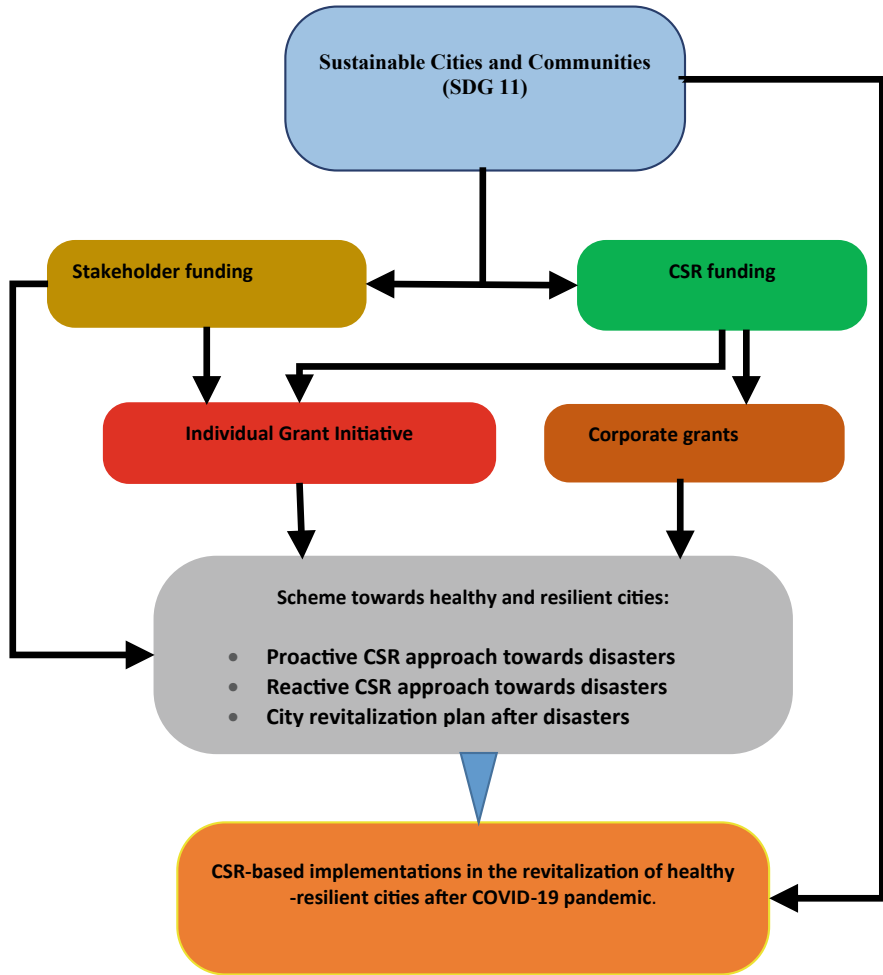 Sustainable Cities and Communities
(SDG 11)
Stakeholder funding
CSR funding
Individual Grant Initiative
Corporate grants
Scheme towards healthy and resilient cities:
• Proactive CSR approach towards disasters
• Reactive CSR approach towards disasters
• City revitalization plan after disasters
CSR-based implementations in the revitalization of healthy
-resilient cities after COVID-19 pandemic.